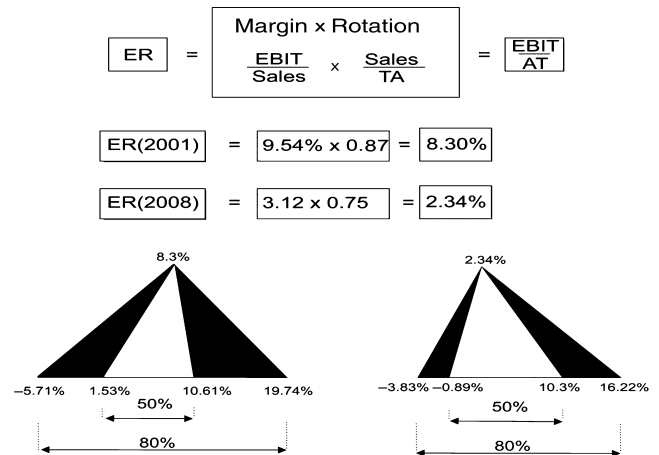 Margin x Rotation
ER = EBIT/Sales x Sales/TA = EBIT/AT
ER(2001) = 9.54% x 0.87 = 8.30%
ER(2008) = 3.12 x 0.75 = 2.34%
8.3% 2.34%
–5.71% 1.53% 10.61% 19.74% –3.83% –0.89% 10.3% 16.22%
50% 50%
80% 80%